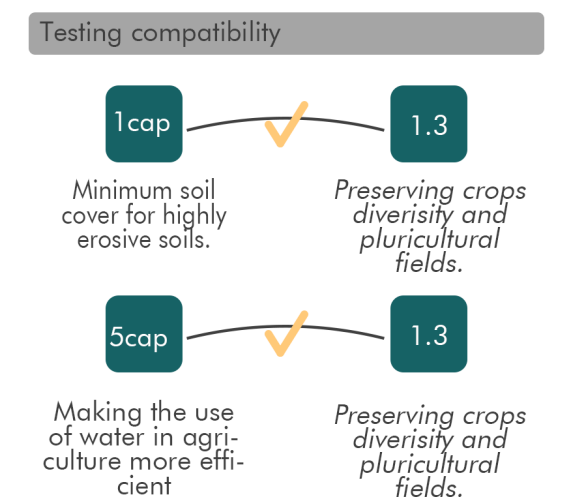 Testing compatibility
1cap
1.3
Minimum soil
cover for highly
erosive soils.
Preserving crops
diverisity and
pluricultural
fields.
5cap
1.3
Making the use
of water in agri-
culture more effi-
cient
Preserving crops
diverisity and
pluricultural
fields.